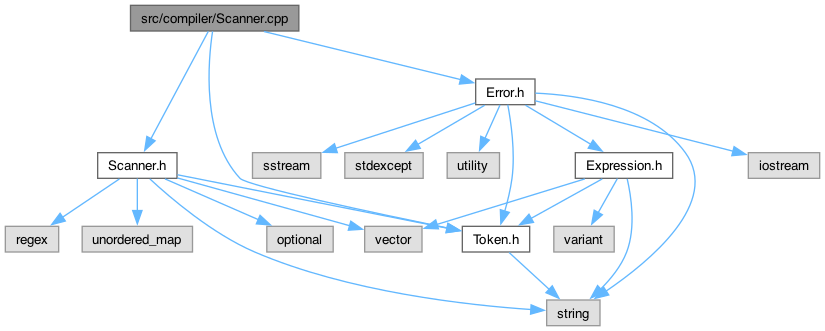 src/compiler/Scanner.cpp
Error.h
Scanner.h
sstream
stdexcept
utility
Expression.h
iostream
regex
unordered_map
optional
vector
Token.h
variant
string